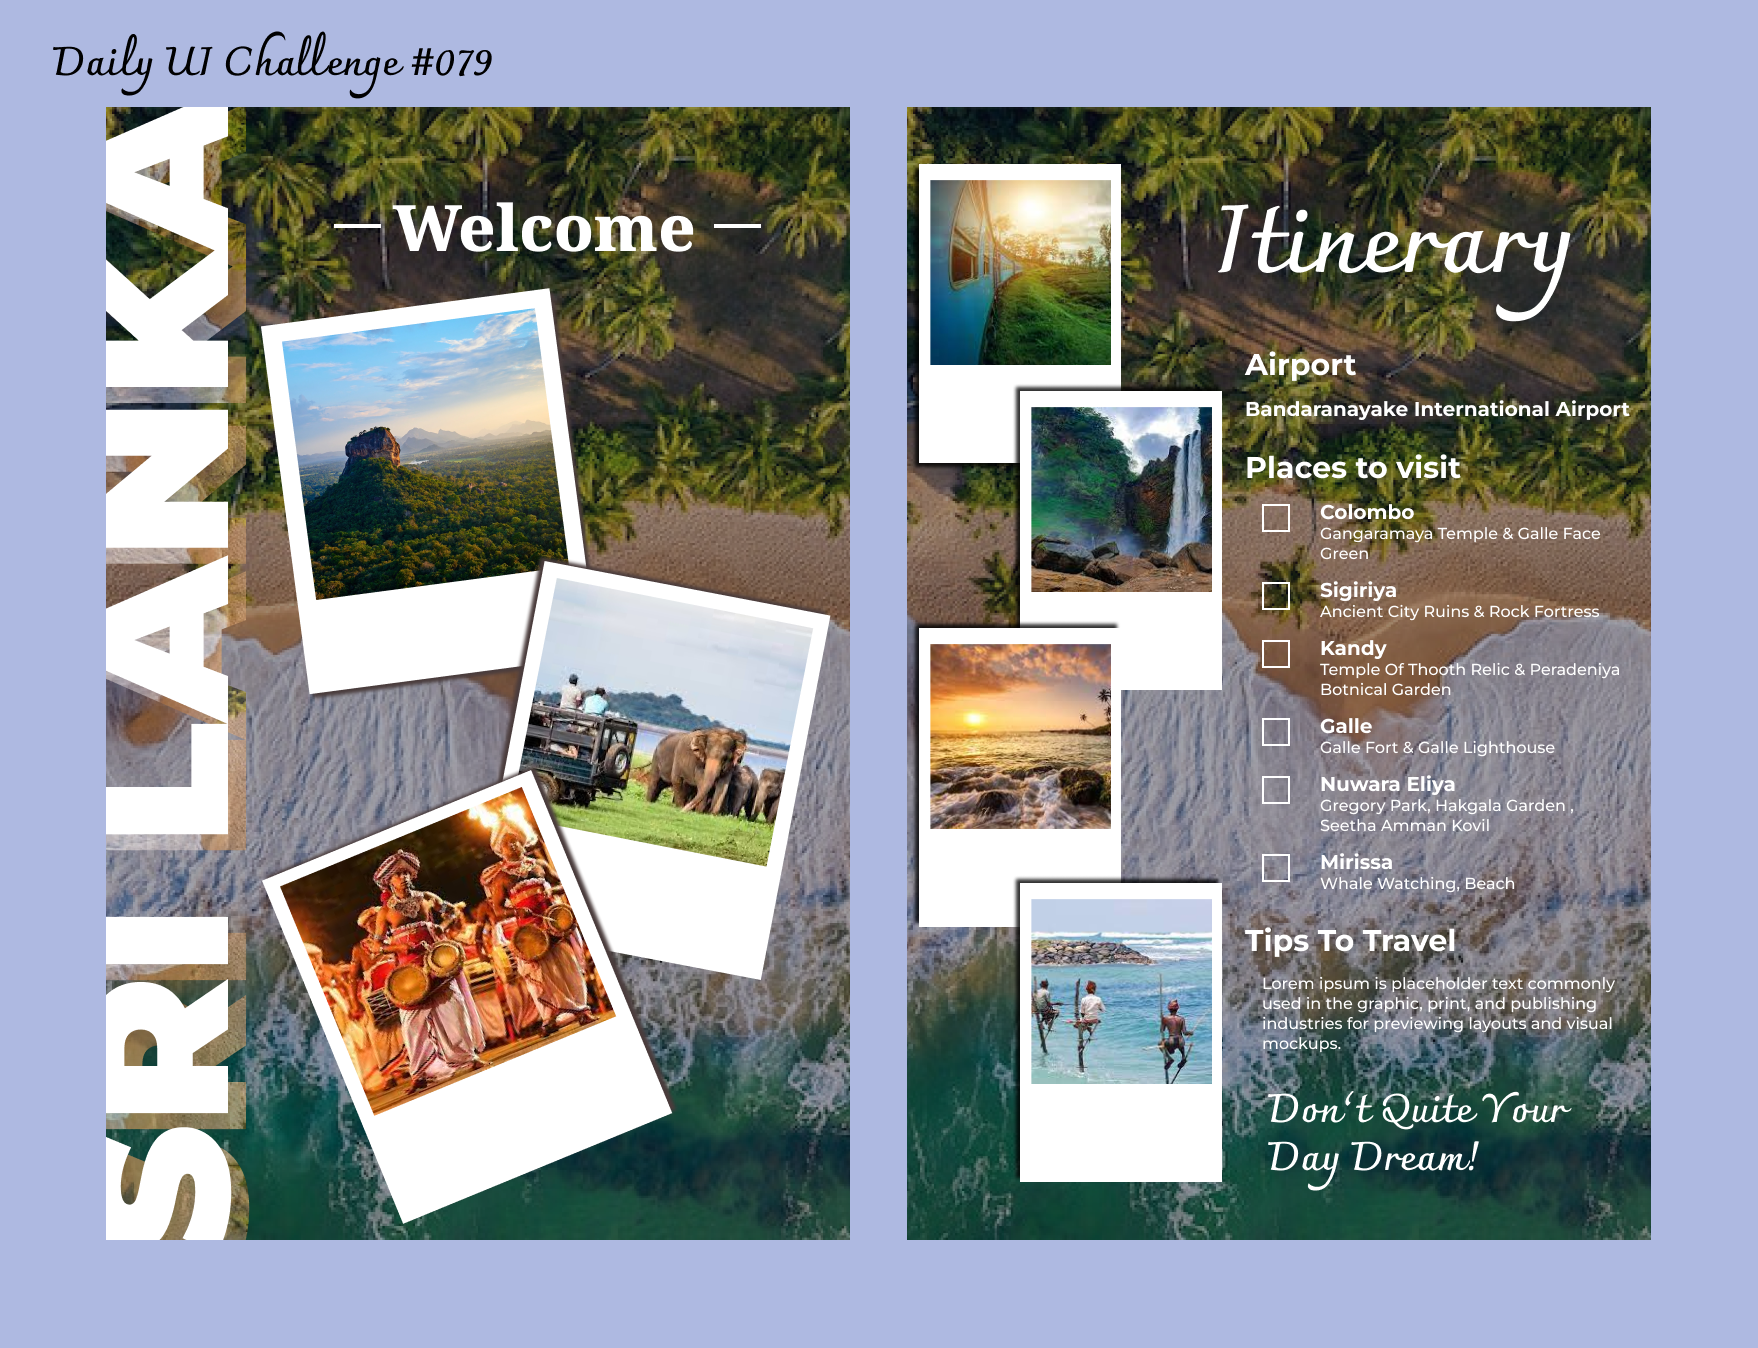 Daily UI Challenge #079
SRI LANKA
Welcome
Itinerary
Airport
Bandaranayake International Airport
Places to visit
Colombo
Gangaramaya Temple & Galle Face
Green
Sigiriya
Ancient City Ruins & Rock Fortress
Kandy
Temple Of Thooth Relic & Peradeniya
Botnical Garden
Galle
Galle Fort & Galle Lighthouse
Nuwara Eliya
Gregory Park, Hakgala Garden ,
Seetha Amman Kovil
Mirissa
Whale Watching, Beach
Tips To Travel
Lorem ipsum is placeholder text commonly
used in the graphic, print, and publishing
industries for previewing layouts and visual
mockups.
Don‘t Quite Your
Day Dream!